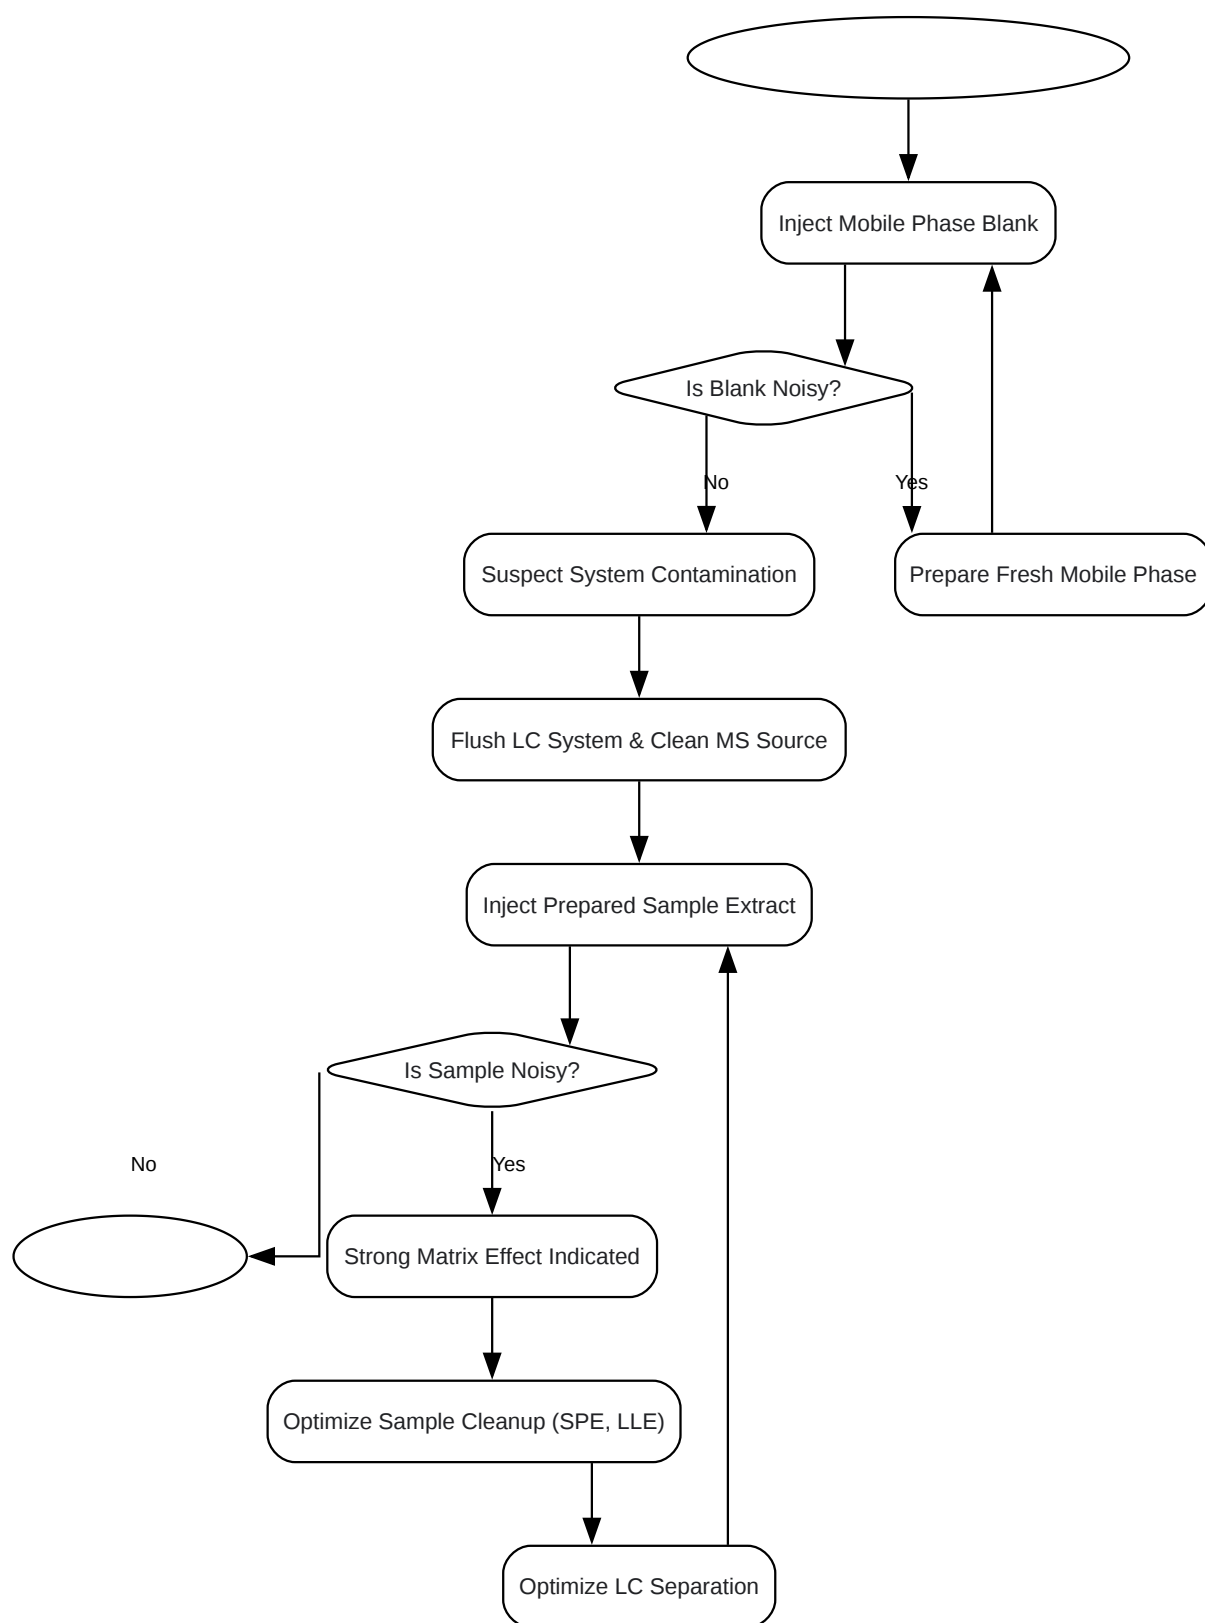 Inject Mobile Phase Blank
Is Blank Noisy?
No
Yes
Suspect System Contamination
Prepare Fresh Mobile Phase
Flush LC System & Clean MS Source
Inject Prepared Sample Extract
Is Sample Noisy?
No
Yes
Strong Matrix Effect Indicated
Optimize Sample Cleanup (SPE, LLE)
Optimize LC Separation